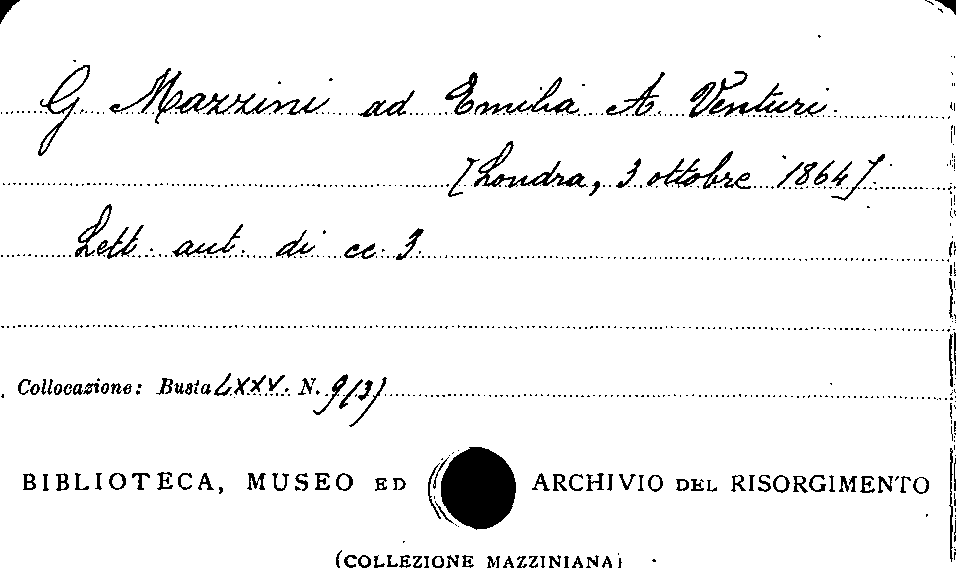 G. Mazzini ad Emilia A. Venturi.
[Londra, 3 ottobre 1864].
Lett. aut. di cc. 3.
Collocazione: Busta LXXV. N. 9(3)
BIBLIOTECA, MUSEO ED ARCHIVIO DEL RISORGIMENTO
(COLLEZIONE MAZZINIANA)